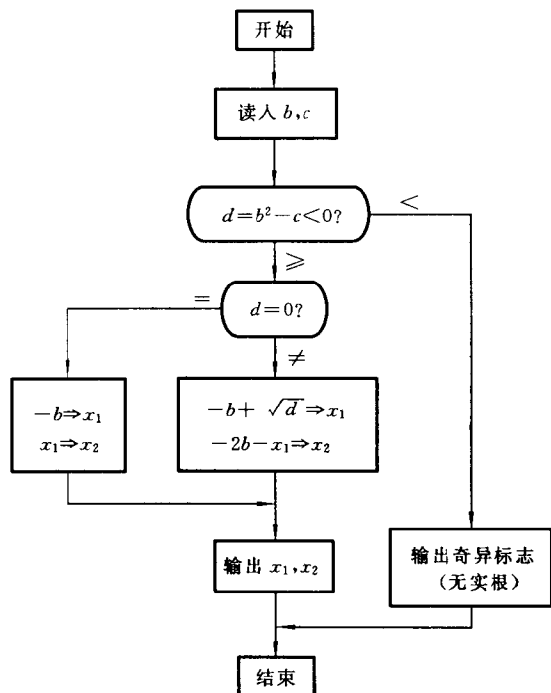 开始
读入 b,c
d=b²-c<0?
<
⩾
=
d=0?
≠
-b⇒x₁
x₁⇒x₂
-b+ √d⇒x₁
-2b-x₁⇒x₂
输出 x₁,x₂
输出奇异标志
(无实根)
结束